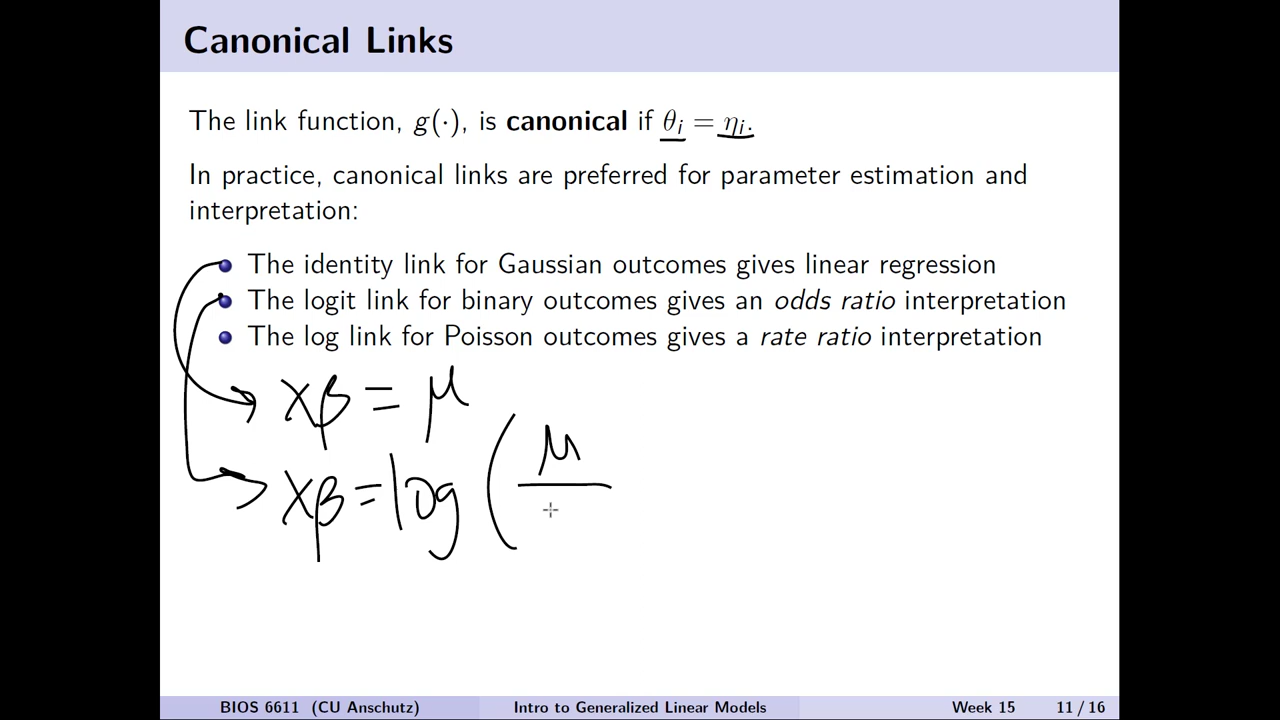 Canonical Links
The link function, g(·), is canonical if θᵢ = ηᵢ.
In practice, canonical links are preferred for parameter estimation and
interpretation:
The identity link for Gaussian outcomes gives linear regression
The logit link for binary outcomes gives an odds ratio interpretation
The log link for Poisson outcomes gives a rate ratio interpretation
Xβ = μ
Xβ = log ( μ
BIOS 6611 (CU Anschutz) Intro to Generalized Linear Models Week 15 11 / 16